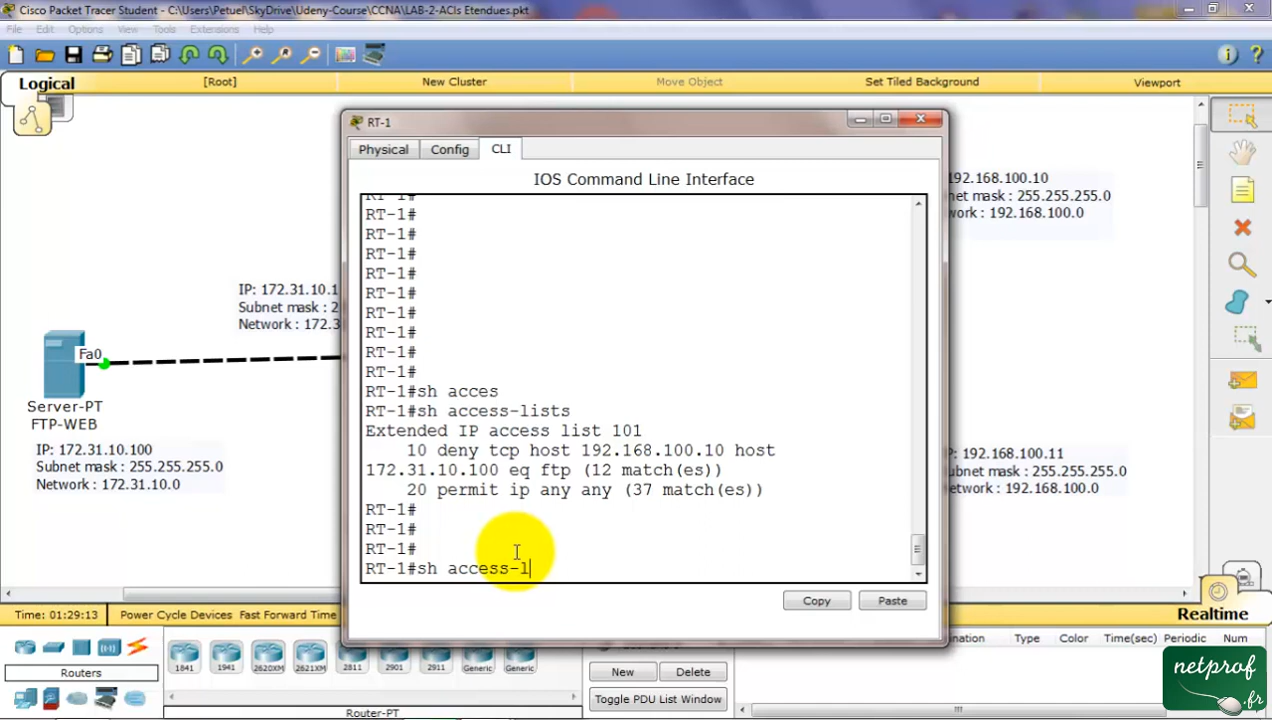 Cisco Packet Tracer Student - C:\Users\Petuel\SkyDrive\Udeny-Course\CCNA\LAB-2-ACls Etendues.pkt
File Edit Options View Tools Extensions Help
Logical [Root] New Cluster Move Object Set Tiled Background Viewport
RT-1
Physical Config CLI
IOS Command Line Interface
RT-1#
RT-1#
RT-1#
RT-1#
RT-1#
RT-1#
RT-1#
RT-1#
RT-1#
RT-1#
RT-1#sh acces
RT-1#sh access-lists
Extended IP access list 101
10 deny tcp host 192.168.100.10 host
172.31.10.100 eq ftp (12 match(es))
20 permit ip any any (37 match(es))
RT-1#
RT-1#
RT-1#
RT-1#sh access-l
Copy Paste
IP: 172.31.10.1
Subnet mask : 2
Network : 172.3
Fa0
Server-PT
FTP-WEB
IP: 172.31.10.100
Subnet mask : 255.255.255.0
Network : 172.31.10.0
192.168.100.10
net mask : 255.255.255.0
work : 192.168.100.0
192.168.100.11
net mask : 255.255.255.0
work : 192.168.100.0
Time: 01:29:13 Power Cycle Devices Fast Forward Time
Realtime
Routers
1841 1941 2620XM 2621XM 2811 2901 2911 Generic Generic
Router-PT
New Delete
Toggle PDU List Window
ination Type Color Time(sec) Periodic Num
netprof
.fr